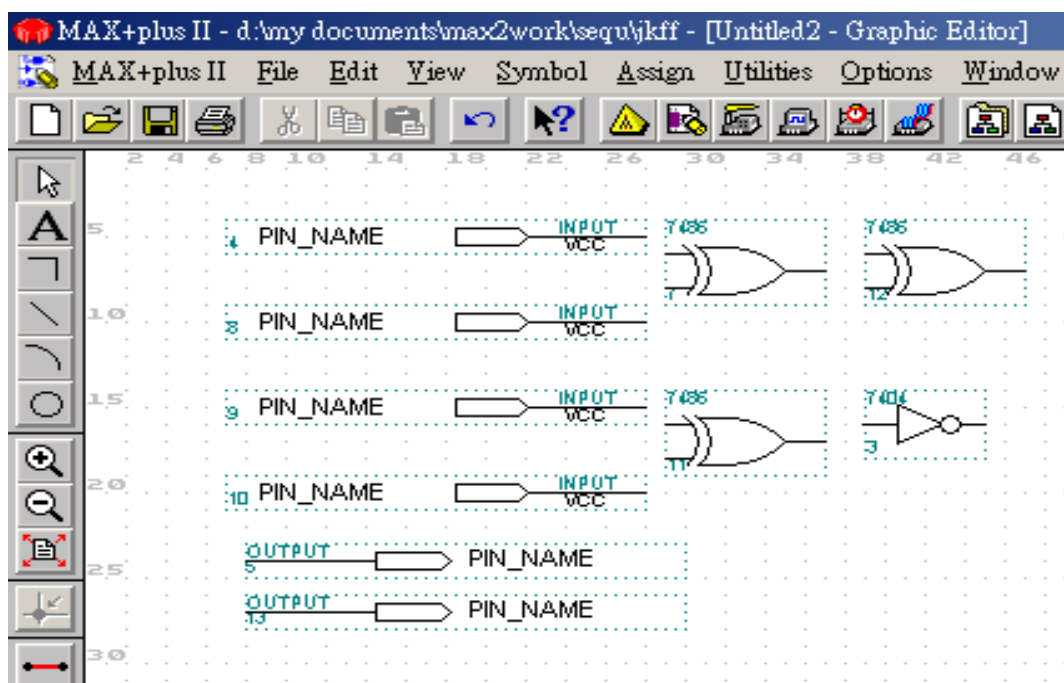 MAX+plus II - d:\my documents\max2work\sequ\jkff - [Untitled2 - Graphic Editor]
MAX+plus II File Edit View Symbol Assign Utilities Options Window
2 4 6 8 10 14 18 22 26 30 34 38 42 46
A
5
4 PIN_NAME INPUT VCC
7486
1
7486
12
10
8 PIN_NAME INPUT VCC
15
9 PIN_NAME INPUT VCC
7486
11
7404
3
20
10 PIN_NAME INPUT VCC
OUTPUT
5 PIN_NAME
25
OUTPUT
13 PIN_NAME
30